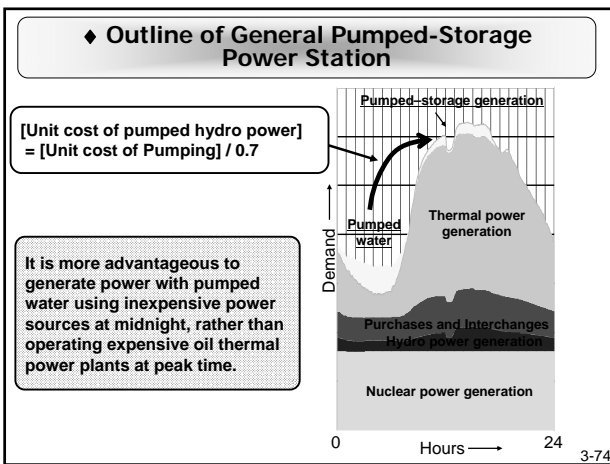 ♦ Outline of General Pumped-Storage
Power Station
[Unit cost of pumped hydro power]
= [Unit cost of Pumping] / 0.7
It is more advantageous to
generate power with pumped
water using inexpensive power
sources at midnight, rather than
operating expensive oil thermal
power plants at peak time.
Pumped–storage generation
Pumped
water
Thermal power
generation
Purchases and Interchanges
Hydro power generation
Nuclear power generation
Demand
0
Hours
24
3-74